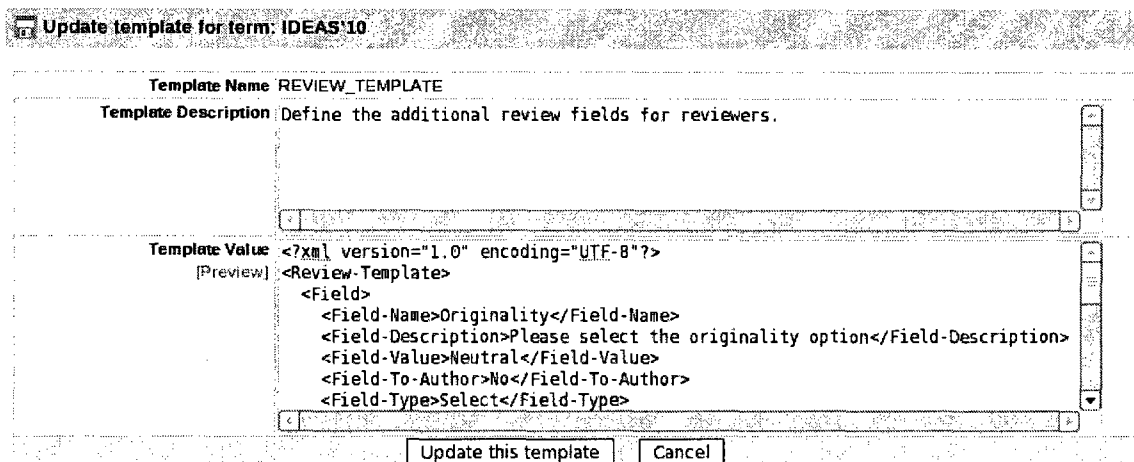 Update template for term: IDEAS'10
Template Name REVIEW_TEMPLATE
Template Description Define the additional review fields for reviewers.
Template Value <?xml version="1.0" encoding="UTF-8"?>
[Preview] <Review-Template>
<Field>
<Field-Name>Originality</Field-Name>
<Field-Description>Please select the originality option</Field-Description>
<Field-Value>Neutral</Field-Value>
<Field-To-Author>No</Field-To-Author>
<Field-Type>Select</Field-Type>
Update this template Cancel